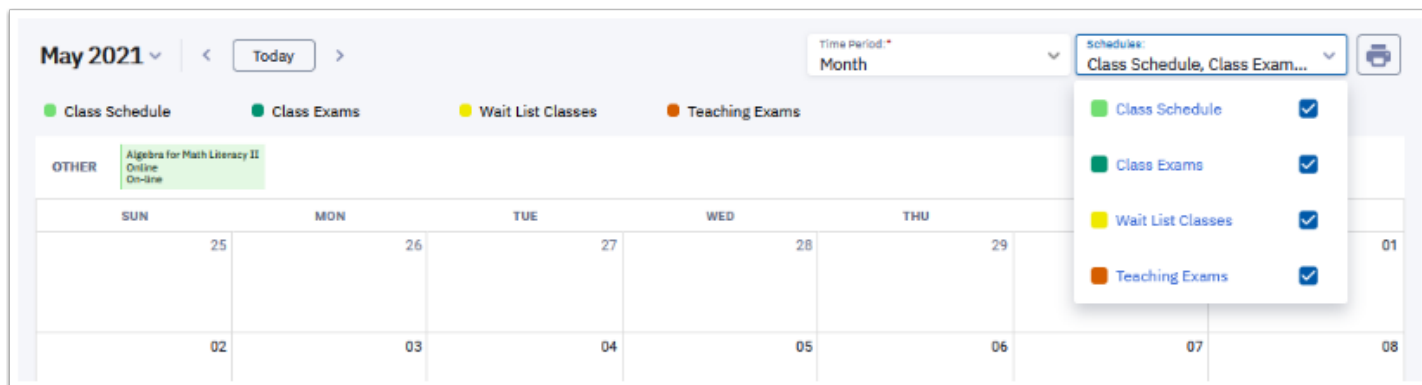 May 2021
Today
Time Period:*
Month
Schedules:
Class Schedule, Class Exam...
Class Schedule
Class Exams
Wait List Classes
Teaching Exams
Class Schedule
Class Exams
Wait List Classes
Teaching Exams
OTHER
Algebra for Math Literacy II
Online
On-line
SUN MON TUE WED THU
25 26 27 28 29 01
02 03 04 05 06 07 08